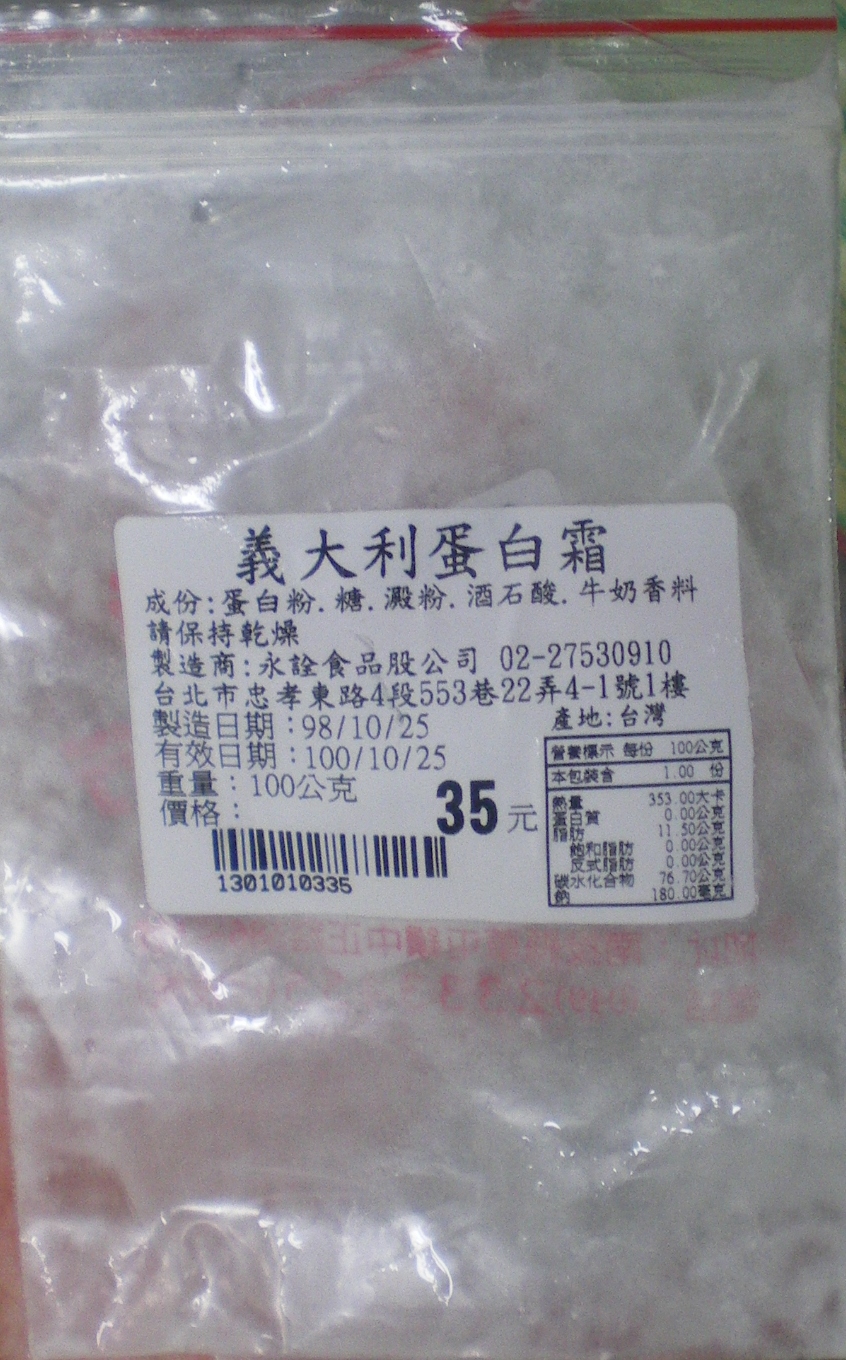 義大利蛋白霜
成份:蛋白粉.糖.澱粉.酒石酸.牛奶香料
請保持乾燥
製造商:永詮食品股公司 02-27530910
台北市忠孝東路4段553巷22弄4-1號1樓
製造日期:98/10/25
產地:台灣
有效日期:100/10/25
重量:100公克
價格:
35元
1301010335
營養標示 每份 100公克
本包裝含 1.00 份
熱量 353.00大卡
蛋白質 0.00公克
脂肪 11.50公克
飽和脂肪 0.00公克
反式脂肪 0.00公克
碳水化合物 76.70公克
鈉 180.00毫克